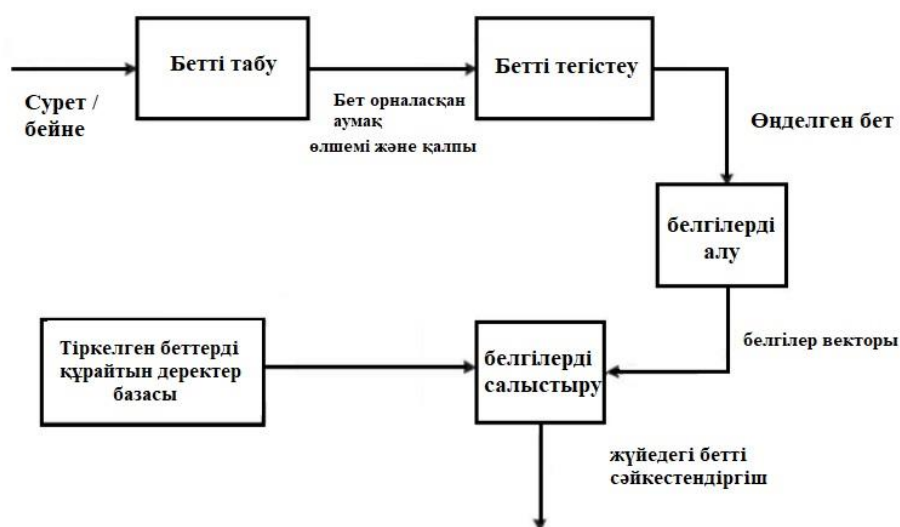 Бетті табу
Бетті тегістеу
Сурет /
бейне
Бет орналасқан
аумақ
өлшемі және қалпы
Өңделген бет
белгілерді
алу
белгілер векторы
Тіркелген беттерді
құрайтын деректер
базасы
белгілерді
салыстыру
жүйедегі бетті
сәйкестендіргіш